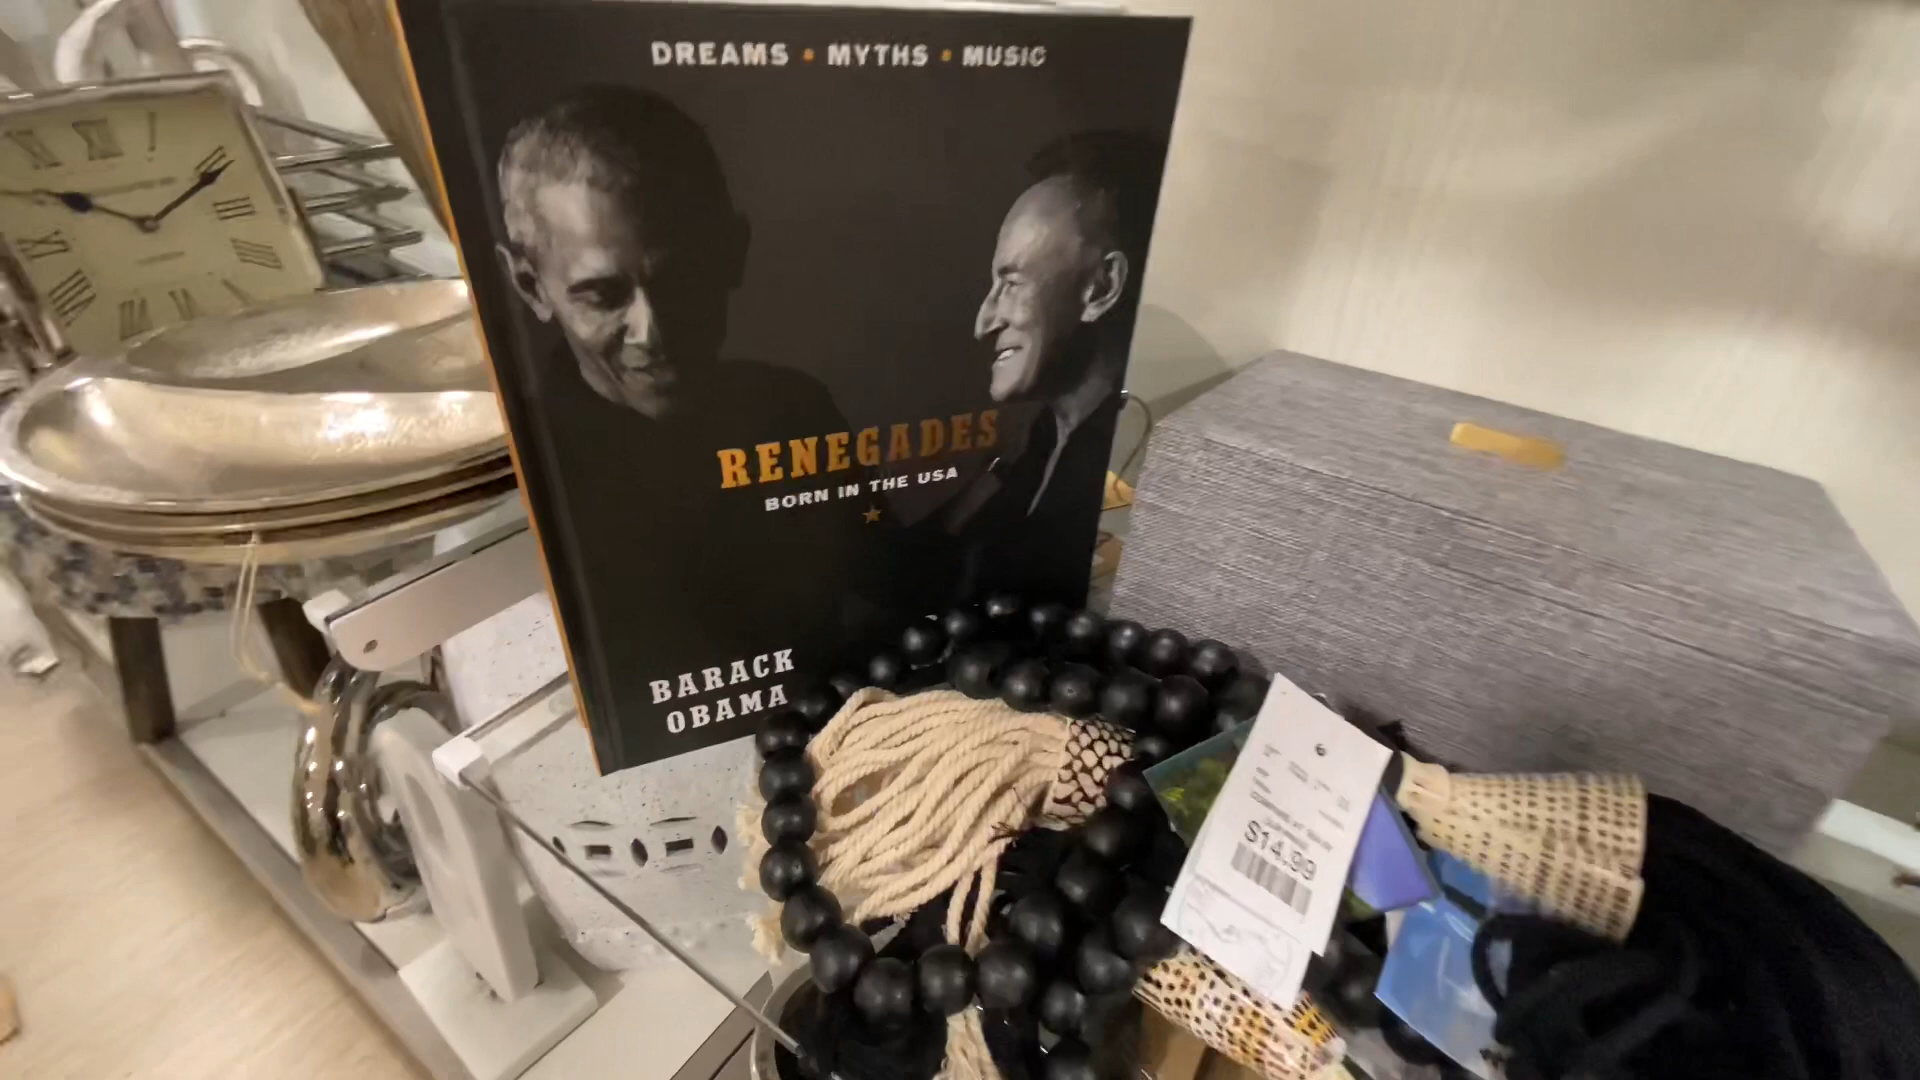 DREAMS • MYTHS • MUSIC
RENEGADES
BORN IN THE USA
BARACK
OBAMA
$14.99